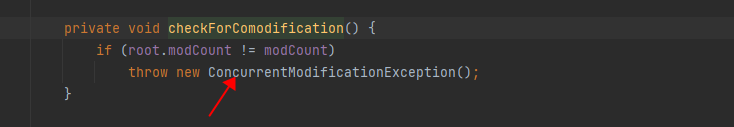 private void checkForComodification() {
if (root.modCount != modCount)
throw new ConcurrentModificationException();
}